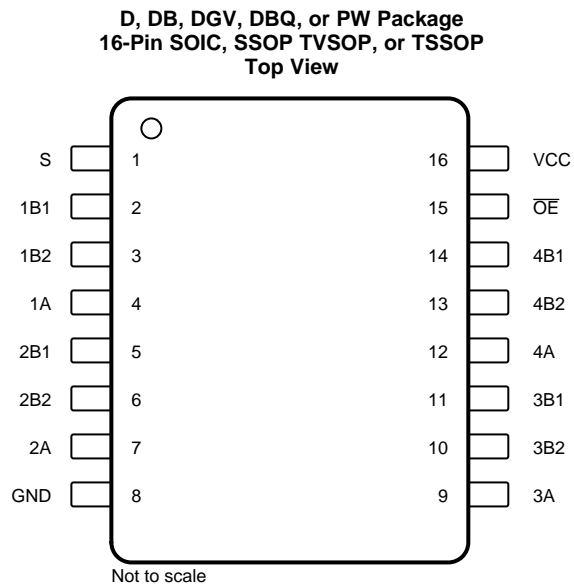 D, DB, DGV, DBQ, or PW Package
16-Pin SOIC, SSOP TVSOP, or TSSOP
Top View
S 1 16 VCC
1B1 2 15 O̅E̅
1B2 3 14 4B1
1A 4 13 4B2
2B1 5 12 4A
2B2 6 11 3B1
2A 7 10 3B2
GND 8 9 3A
Not to scale